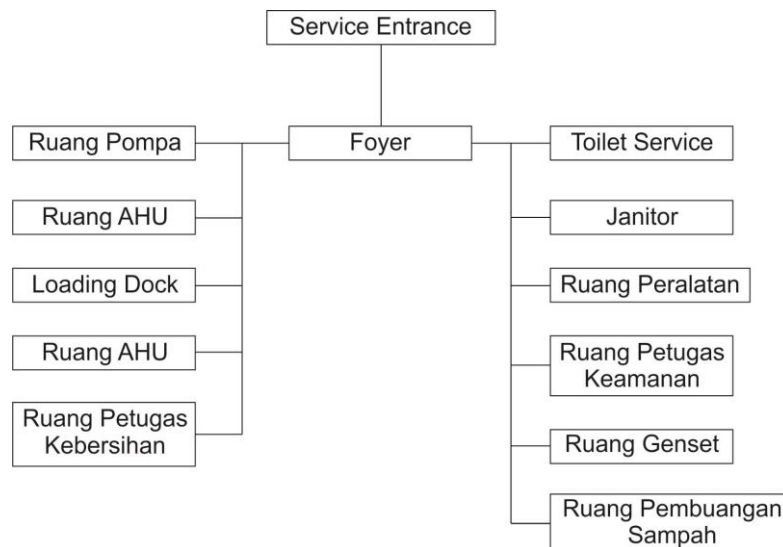 Service Entrance
Foyer
Ruang Pompa
Ruang AHU
Loading Dock
Ruang AHU
Ruang Petugas
Kebersihan
Toilet Service
Janitor
Ruang Peralatan
Ruang Petugas
Keamanan
Ruang Genset
Ruang Pembuangan
Sampah